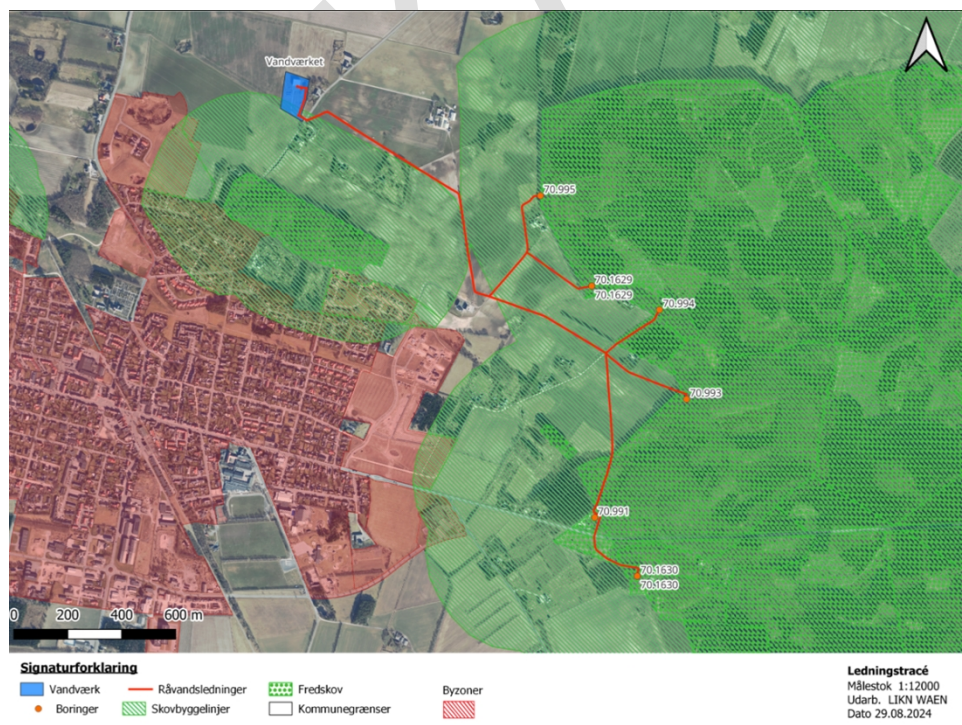 Vandværket
70.995
70.1629
70.1629
70.994
70.993
70.991
70.1630
70.1630
0 200 400 600 m
Signaturforklaring
Vandværk Råvandsledninger Fredskov Byzoner
Boringer Skovbyggelinjer Kommunegrænser
Ledningstracé
Målestok 1:12000
Udarb. LIKN WAEN
Dato 29.08.2024